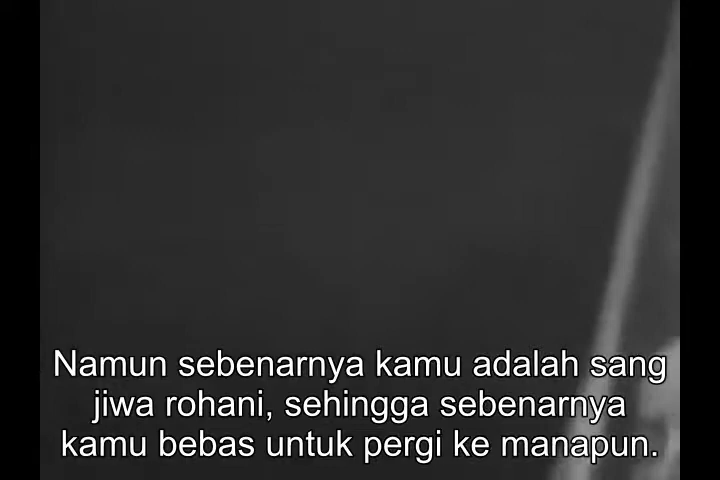 Namun sebenarnya kamu adalah sang
jiwa rohani, sehingga sebenarnya
kamu bebas untuk pergi ke manapun.